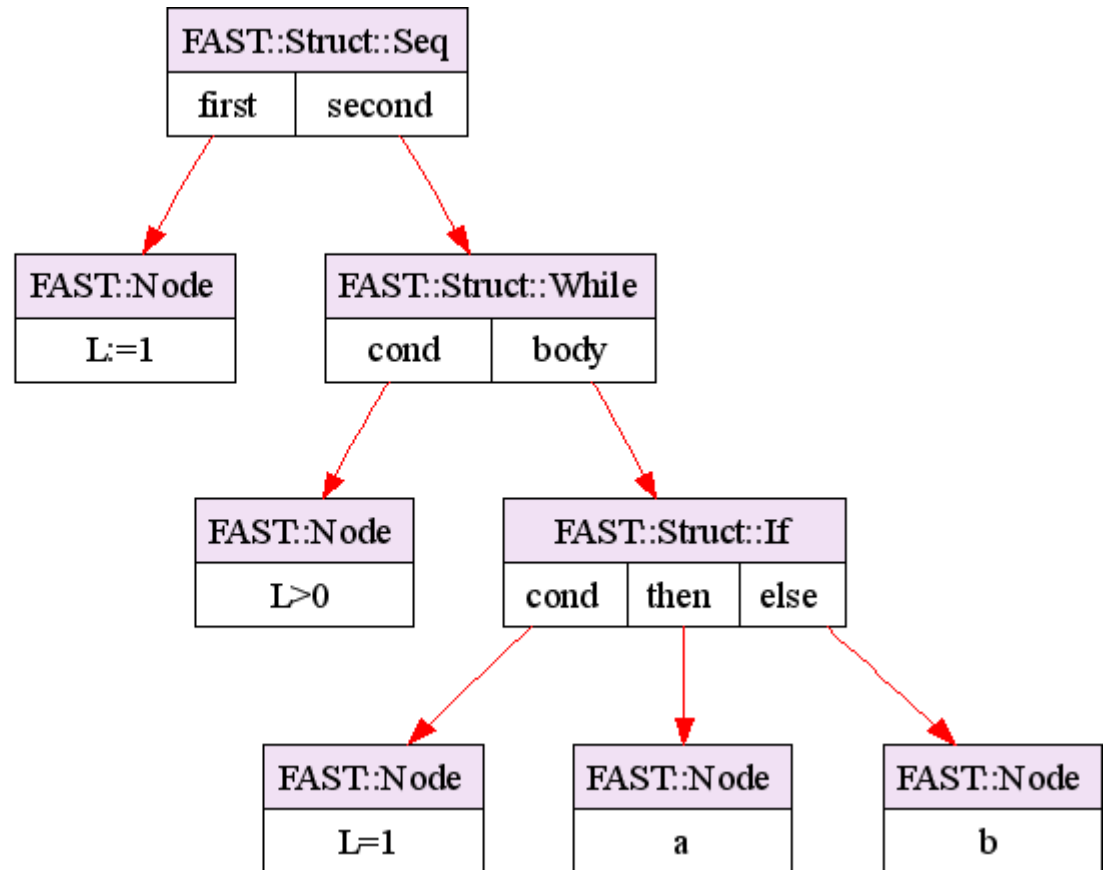 FAST::Struct::Seq
first second
FAST::Node
L:=1
FAST::Struct::While
cond body
FAST::Node
L>0
FAST::Struct::If
cond then else
FAST::Node
L=1
FAST::Node
a
FAST::Node
b